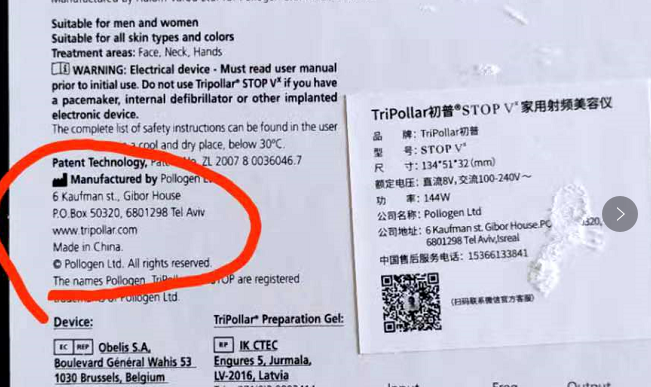 Suitable for men and women
Suitable for all skin types and colors
Treatment areas: Face, Neck, Hands
WARNING: Electrical device - Must read user manual
prior to initial use. Do not use Tripollar® STOP Vˣ if you have
a pacemaker, internal defibrillator or other implanted
electronic device.
The complete list of safety instructions can be found in the user
cool and dry place, below 30°C.
Patent Technology, No. ZL 2007 8 0036046.7
Manufactured by Pollogen
6 Kaufman st., Gibor House
P.O.Box 50320, 6801298 Tel Aviv
www.tripollar.com
Made in China.
© Pollogen Ltd. All rights reserved.
The names Pollogen, STOP are registered
Pollogen Ltd.
Device:
EC REP Obelis S.A,
Boulevard Général Wahis 53
1030 Brussels, Belgium
TriPollar® Preparation Gel:
RP IK CTEC
Engures 5, Jurmala,
LV-2016, Latvia
TriPollar初普®STOP Vˣ 家用射频美容仪
品 牌: TriPollar初普
型 号: STOP Vˣ
尺 寸: 134*51*32 (mm)
额定电压: 直流8V, 交流100-240V~
功 率: 144W
公司名称: Pollogen Ltd
公司地址: 6 Kaufman st., Gibor House.P.O
320,
6801298 Tel Aviv,Isreal
中国售后服务电话: 15366133841
(扫码联系微信官方客服)
Input
Freq
Output